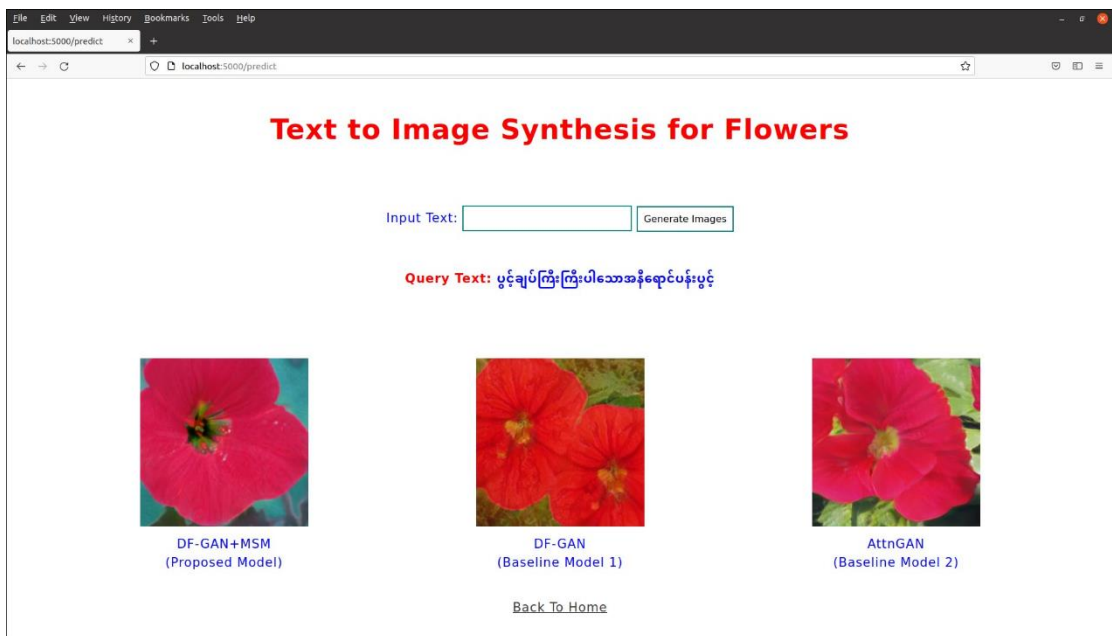 File Edit View History Bookmarks Tools Help
localhost:5000/predict × +
localhost:5000/predict
Text to Image Synthesis for Flowers
Input Text: Generate Images
Query Text: ပွင့်ချပ်ကြီးကြီးပါသောအနီရောင်ပန်းပွင့်
DF-GAN+MSM
(Proposed Model)
DF-GAN
(Baseline Model 1)
AttnGAN
(Baseline Model 2)
Back To Home